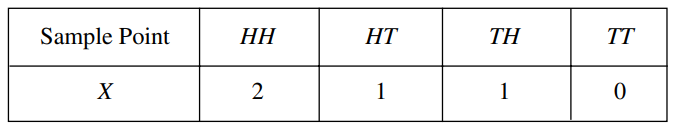 Sample Point HH HT TH TT
X 2 1 1 0